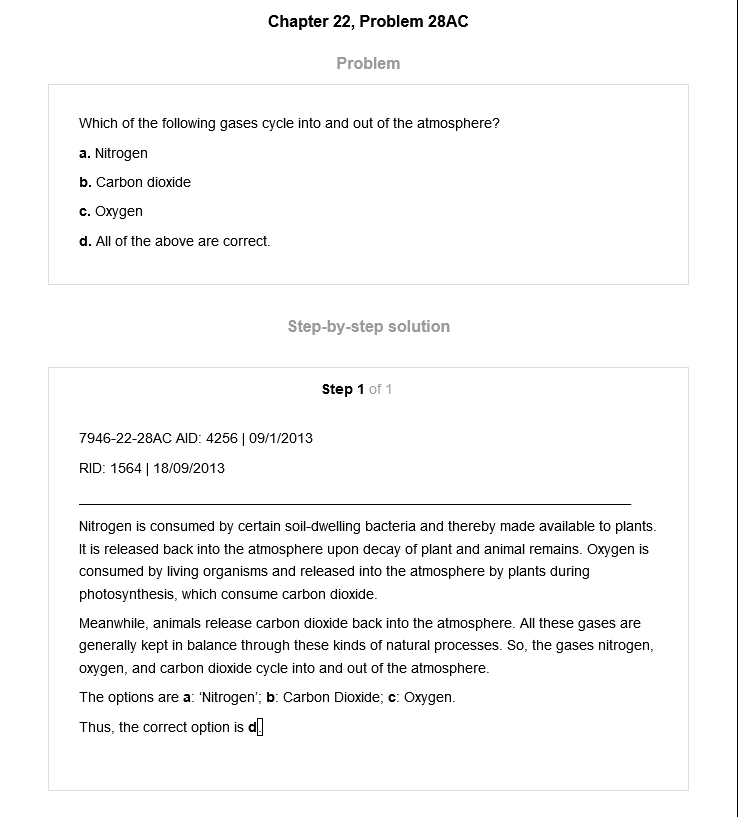 Chapter 22, Problem 28AC
Problem
Which of the following gases cycle into and out of the atmosphere?
a. Nitrogen
b. Carbon dioxide
c. Oxygen
d. All of the above are correct.
Step-by-step solution
Step 1 of 1
7946-22-28AC AID: 4256 | 09/1/2013
RID: 1564 | 18/09/2013
Nitrogen is consumed by certain soil-dwelling bacteria and thereby made available to plants.
It is released back into the atmosphere upon decay of plant and animal remains. Oxygen is
consumed by living organisms and released into the atmosphere by plants during
photosynthesis, which consume carbon dioxide.
Meanwhile, animals release carbon dioxide back into the atmosphere. All these gases are
generally kept in balance through these kinds of natural processes. So, the gases nitrogen,
oxygen, and carbon dioxide cycle into and out of the atmosphere.
The options are a: ‘Nitrogen’; b: Carbon Dioxide; c: Oxygen.
Thus, the correct option is d.